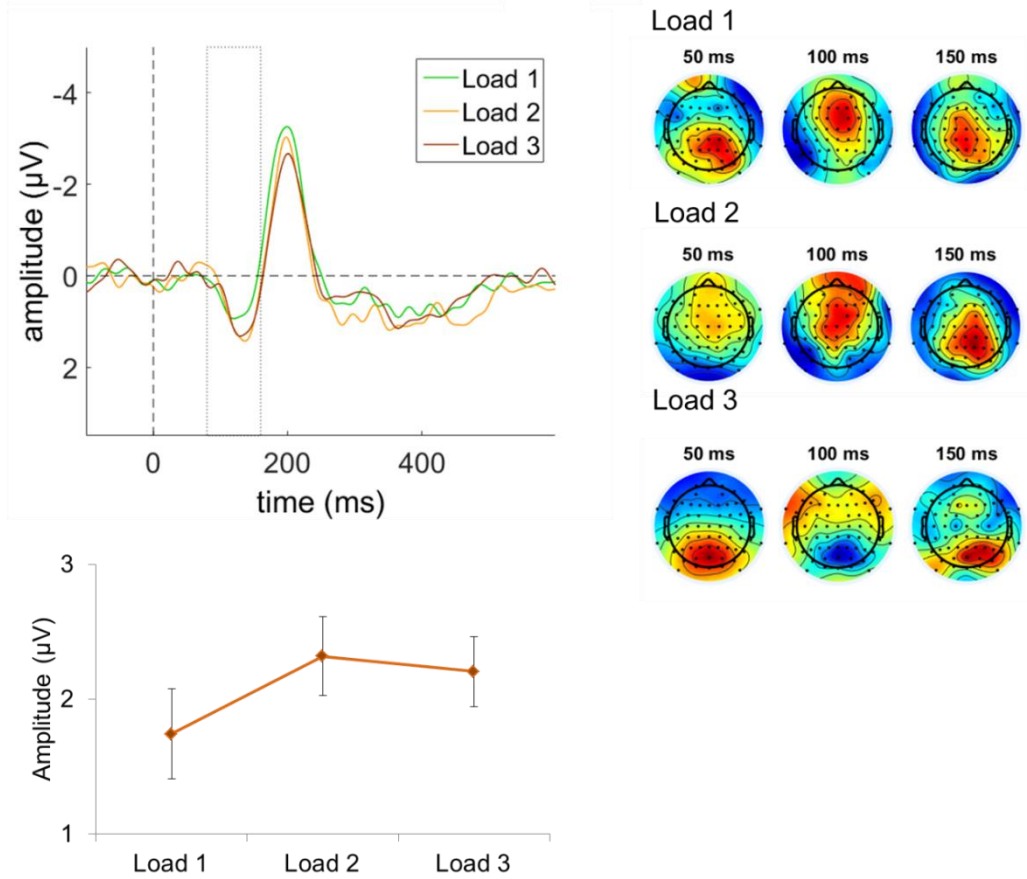 -4
-2
0
2
amplitude (µV)
0 200 400
time (ms)
Load 1
Load 2
Load 3
Load 1
50 ms 100 ms 150 ms
Load 2
50 ms 100 ms 150 ms
Load 3
50 ms 100 ms 150 ms
3
2
1
Amplitude (µV)
Load 1 Load 2 Load 3